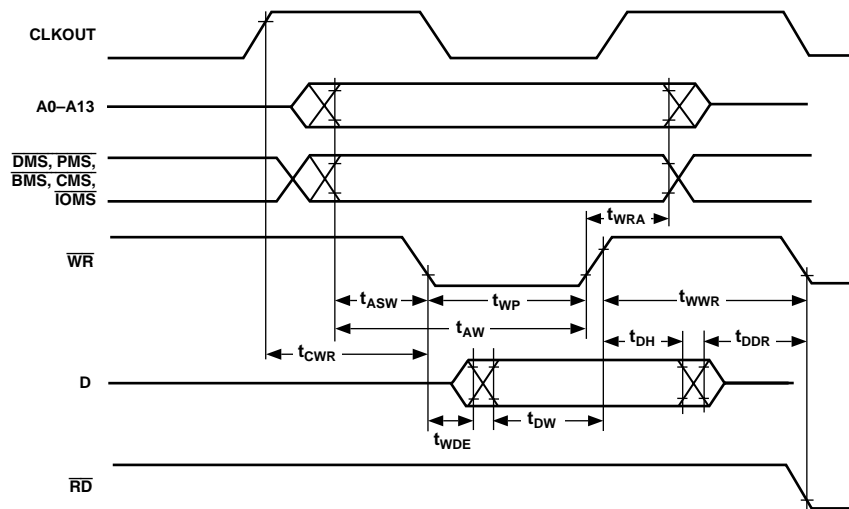 CLKOUT
A0–A13
DMS, PMS,
BMS, CMS,
IOMS
tWRA
WR
tASW
tWP
tWWR
tAW
tCWR
tDH
tDDR
D
tWDE
tDW
RD